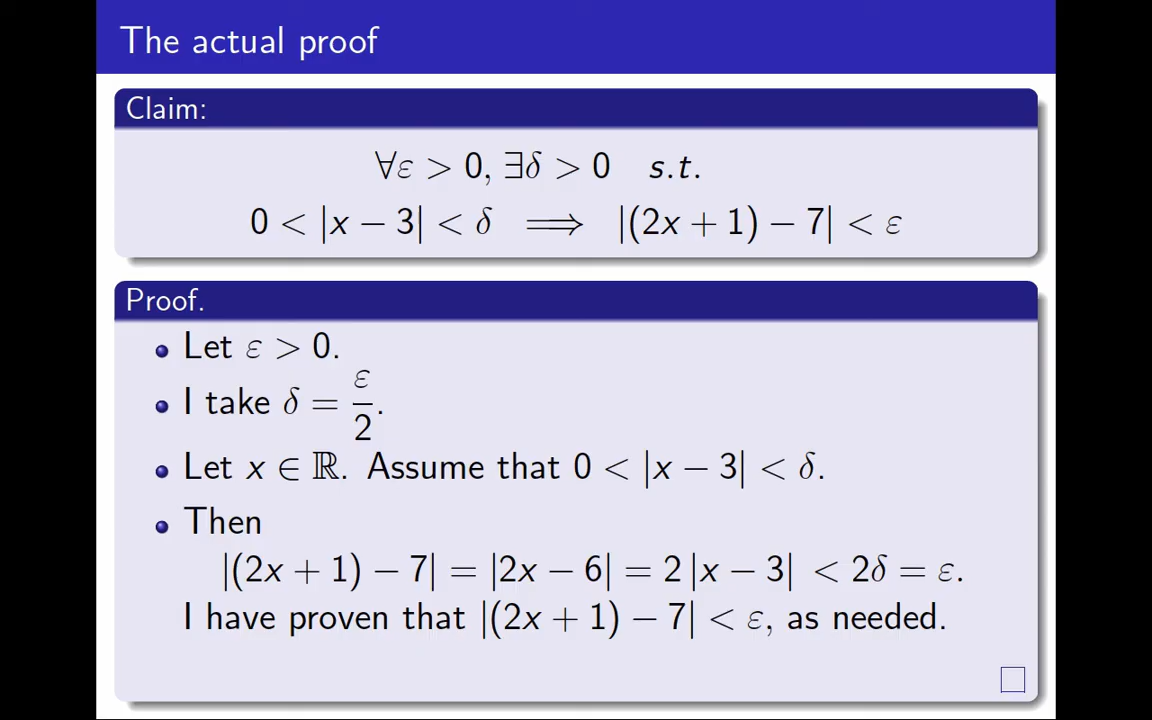 The actual proof
Claim:
∀ε > 0, ∃δ > 0 s.t.
0 < |x − 3| < δ ⟹ |(2x + 1) − 7| < ε
Proof.
Let ε > 0.
I take δ = ε/2.
Let x ∈ ℝ. Assume that 0 < |x − 3| < δ.
Then
|(2x + 1) − 7| = |2x − 6| = 2 |x − 3| < 2δ = ε.
I have proven that |(2x + 1) − 7| < ε, as needed.